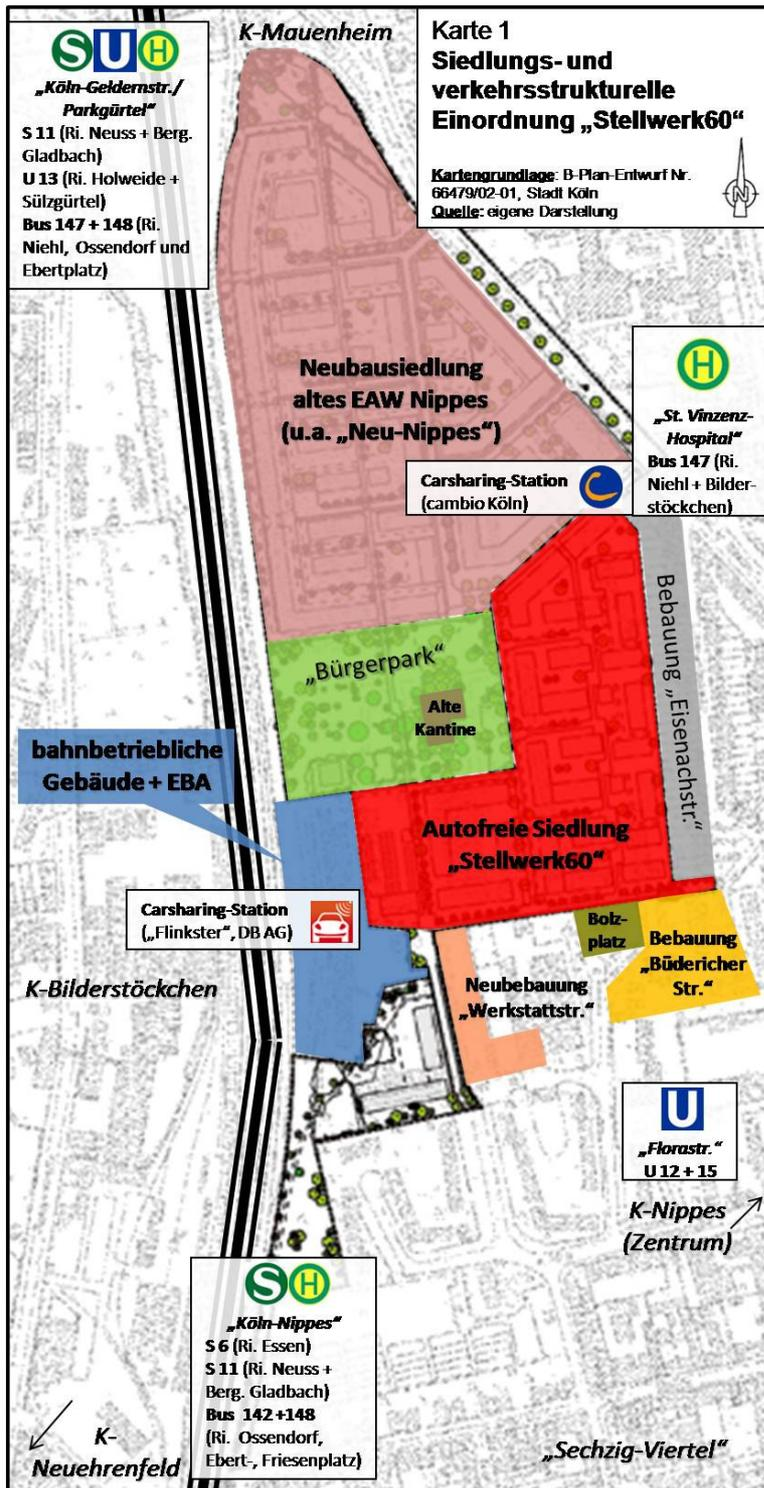 S U H
„Köln-Geldernstr./
Parkgürtel"
S 11 (Ri. Neuss + Berg.
Gladbach)
U 13 (Ri. Holweide +
Sülzgürtel)
Bus 147 + 148 (Ri.
Niehl, Ossendorf und
Ebertplatz)
K-Mauenheim
Karte 1
Siedlungs- und
verkehrsstrukturelle
Einordnung „Stellwerk60"
Kartengrundlage: B-Plan-Entwurf Nr.
66479/02-01, Stadt Köln
Quelle: eigene Darstellung
N
Neubausiedlung
altes EAW Nippes
(u.a. „Neu-Nippes")
H
„St. Vinzenz-
Hospital"
Bus 147 (Ri.
Niehl + Bilder-
stöckchen)
Carsharing-Station
(cambio Köln)
Bebauung „Eisenachstr."
„Bürgerpark"
Alte
Kantine
bahnbetriebliche
Gebäude + EBA
Autofreie Siedlung
„Stellwerk60"
Carsharing-Station
(„Flinkster", DB AG)
Bolz-
platz
Bebauung
„Büdericher
Str."
K-Bilderstöckchen
Neubebauung
„Werkstattstr."
U
„Florastr."
U 12 + 15
K-Nippes
(Zentrum)
S H
„Köln-Nippes"
S 6 (Ri. Essen)
S 11 (Ri. Neuss +
Berg. Gladbach)
Bus 142 +148
(Ri. Ossendorf,
Ebert-, Friesenplatz)
K-
Neuehrenfeld
„Sechzig-Viertel"